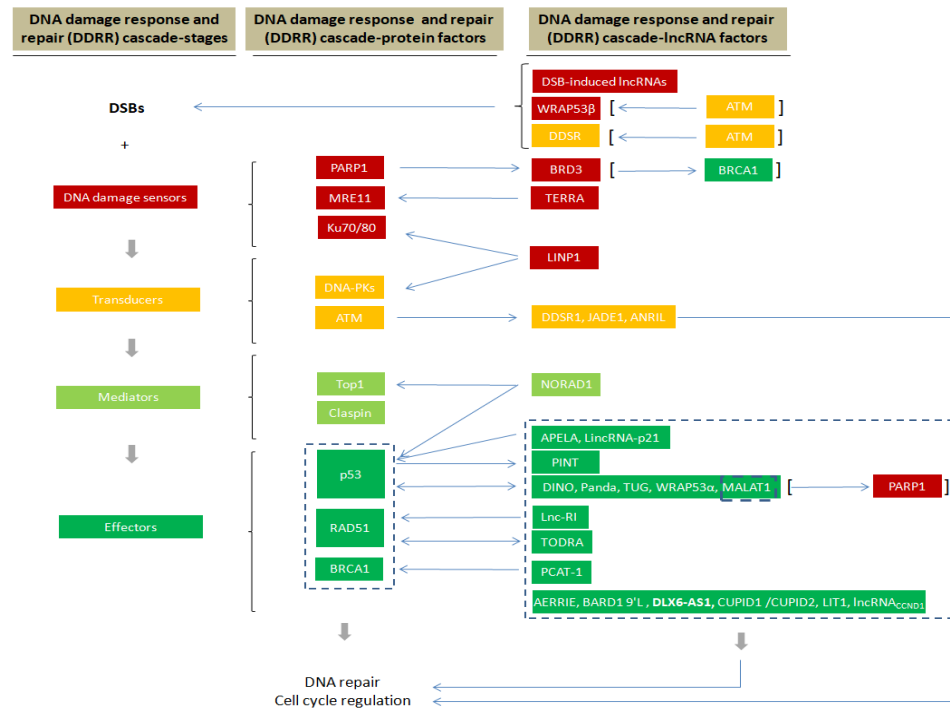 DNA damage response and
repair (DDRR) cascade-stages
DNA damage response and repair
(DDRR) cascade-protein factors
DNA damage response and repair
(DDRR) cascade-lncRNA factors
DSB-induced lncRNAs
DSBs
WRAP53β [ ATM ]
DDSR [ ATM ]
+
PARP1
BRD3 [ BRCA1 ]
DNA damage sensors
MRE11
TERRA
Ku70/80
LINP1
DNA-PKs
Transducers
ATM
DDSR1, JADE1, ANRIL
Top1
NORAD1
Mediators
Claspin
APELA, LincRNA-p21
p53
PINT
DINO, Panda, TUG, WRAP53α, MALAT1 [ PARP1 ]
Effectors
RAD51
Lnc-RI
TODRA
BRCA1
PCAT-1
AERRIE, BARD1 9'L , DLX6-AS1, CUPID1 /CUPID2, LIT1, lncRNA CCND1
DNA repair
Cell cycle regulation